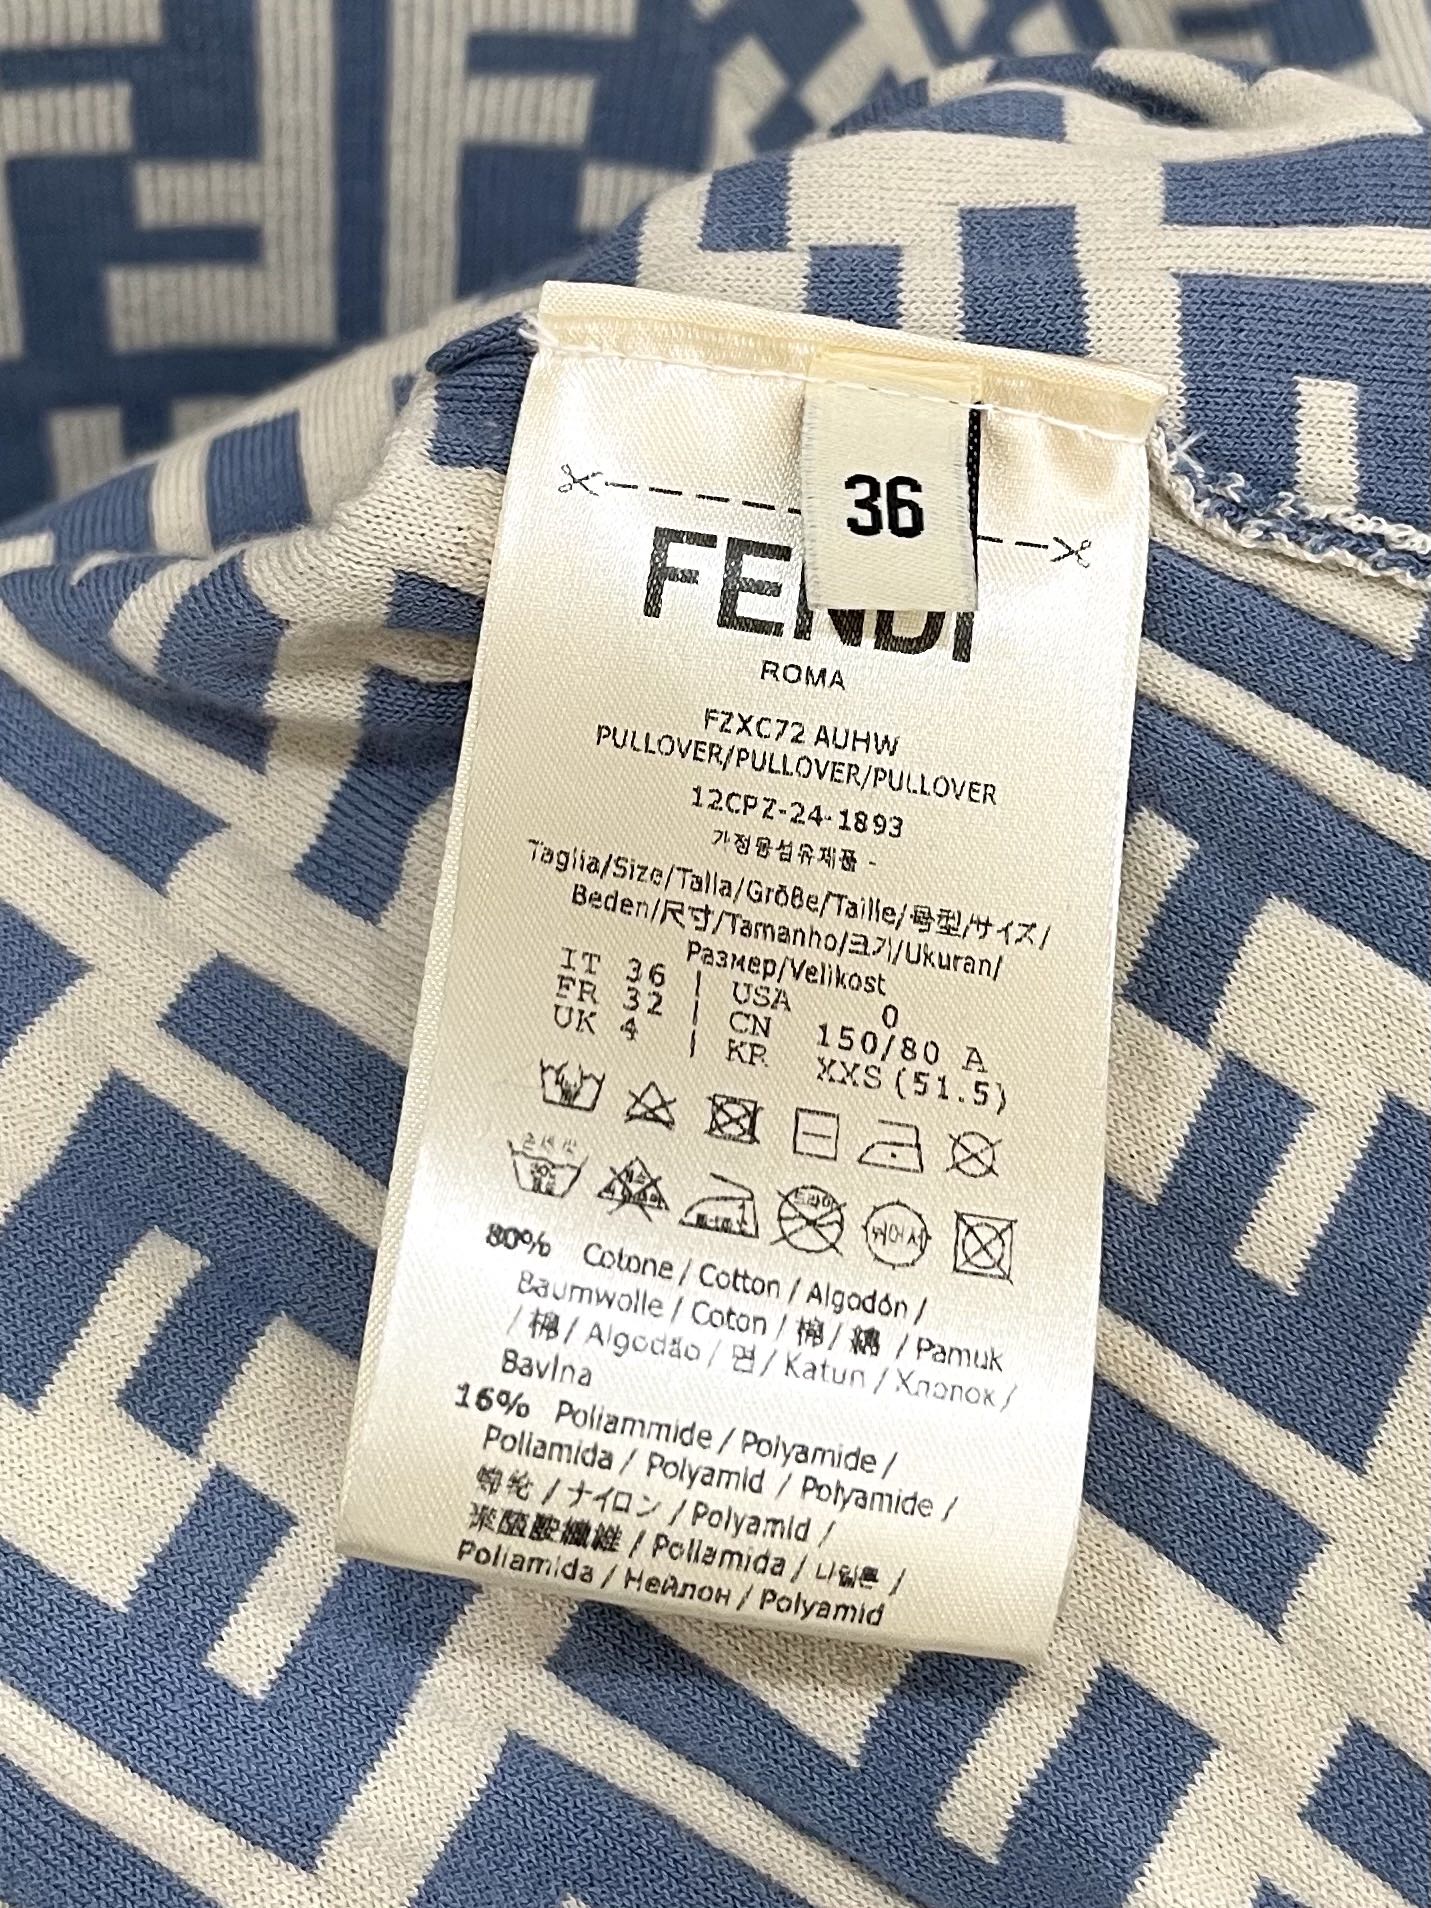 36
FENDI
ROMA
FZXC72 AUHW
PULLOVER/PULLOVER/PULLOVER
12CPZ-24-1893
가정용섬유제품 -
Taglia/Size/Talla/Größe/Taille/号型/サイズ/
Beden/尺寸/Tamanho/크기/Ukuran/
Размер/Velikost
IT 36 | USA 0
FR 32 | CN 150/80 A
UK 4 | KR XXS (51.5)
80% Cotone / Cotton / Algodón /
Baumwolle / Coton / 棉 / 綿 / Pamuk
/ 棉 / Algodão / 면 / Katun / Хлопок /
Bavlna
16% Poliammide / Polyamide /
Poliamida / Polyamid / Polyamide /
锦纶 / ナイロン / Polyamid /
聚醯胺纖維 / Poliamida / 나일론 /
Poliamida / Нейлон / Polyamid